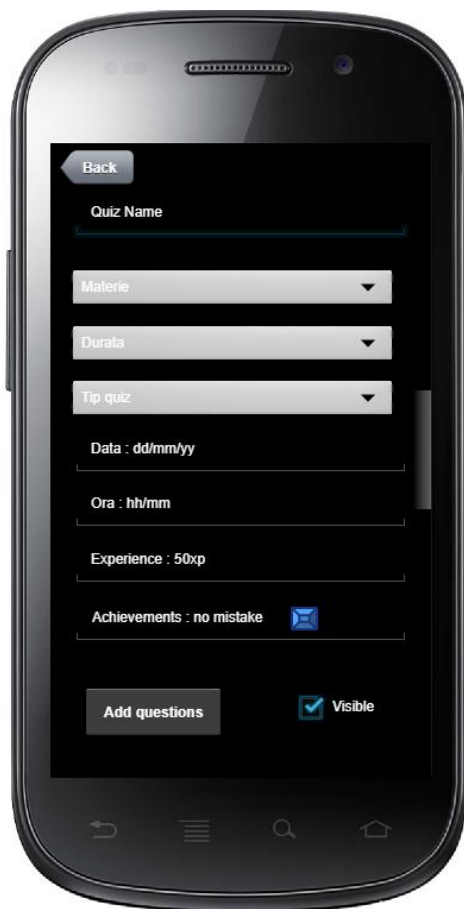 Back
Quiz Name
Materie
Durata
Tip quiz
Data : dd/mm/yy
Ora : hh/mm
Experience : 50xp
Achievements : no mistake
Add questions
Visible